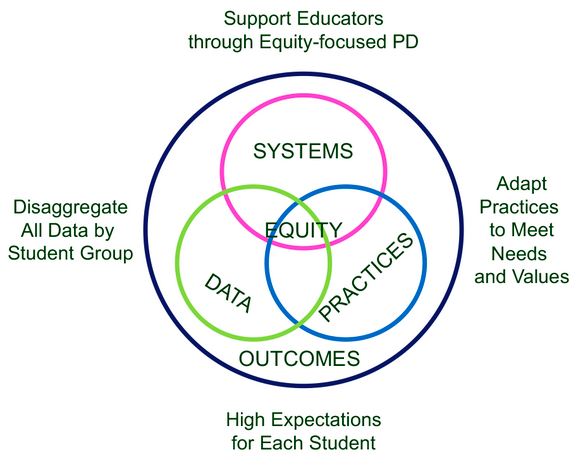 Support Educators
through Equity-focused PD
SYSTEMS
Disaggregate
All Data by
Student Group
Adapt
Practices
to Meet
Needs
and Values
EQUITY
DATA
PRACTICES
OUTCOMES
High Expectations
for Each Student